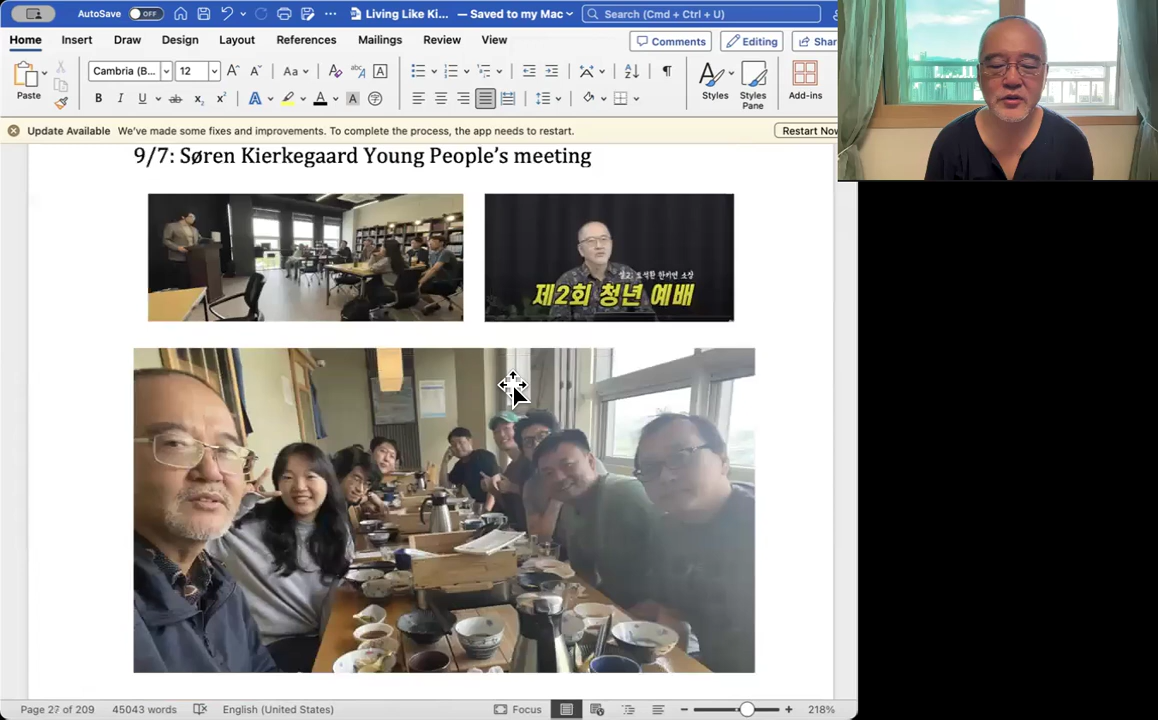 AutoSave OFF Living Like Ki... — Saved to my Mac Search (Cmd + Ctrl + U)
Home Insert Draw Design Layout References Mailings Review View Comments Editing Shar
Paste Cambria (B... 12 Styles Styles Pane Add-ins
Update Available We've made some fixes and improvements. To complete the process, the app needs to restart. Restart Now
9/7: Søren Kierkegaard Young People's meeting
제2회 청년 예배
Page 27 of 209 45043 words English (United States) Focus 218%